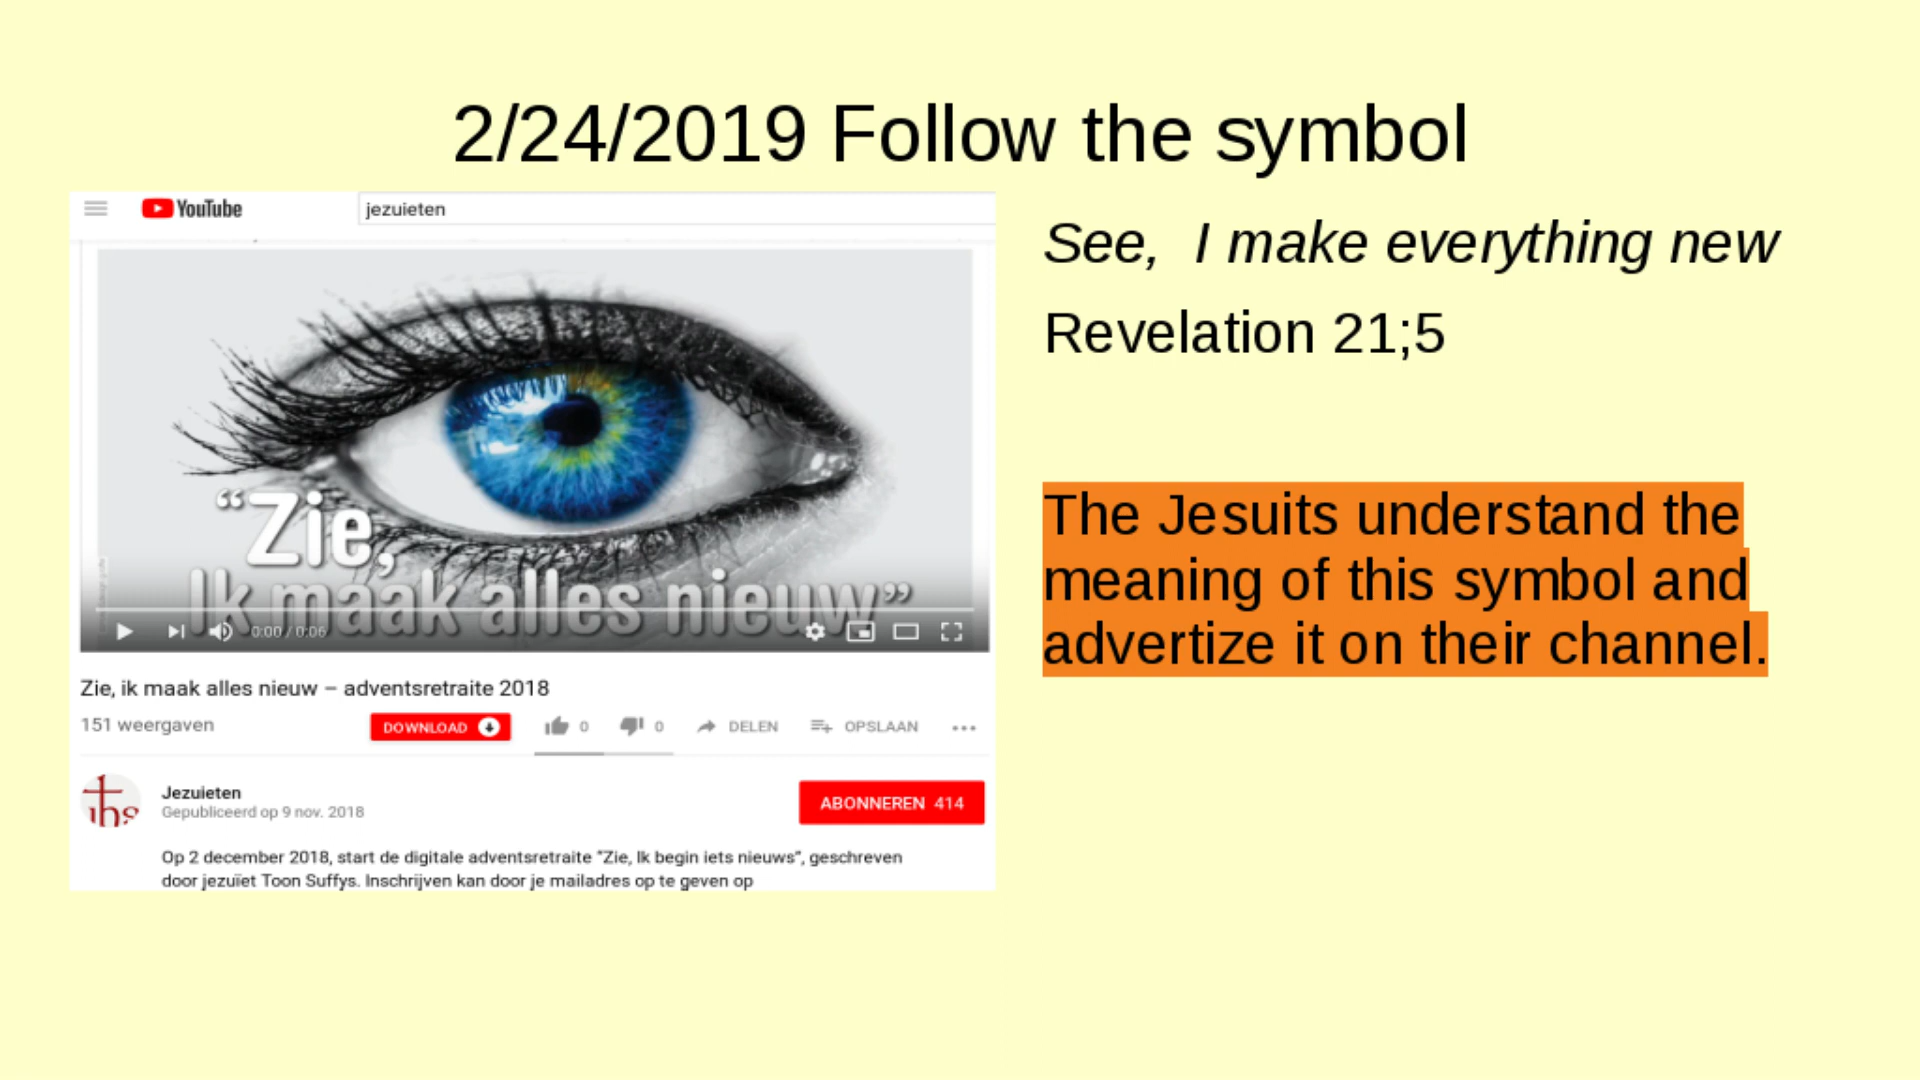 2/24/2019 Follow the symbol
YouTube
jezuieten
See, I make everything new
Revelation 21;5
"Zie,
Ik maak alles nieuw"
0:00 / 0:06
The Jesuits understand the
meaning of this symbol and
advertize it on their channel.
Zie, ik maak alles nieuw – adventsretraite 2018
151 weergaven
DOWNLOAD
0
0
DELEN
OPSLAAN
ihs
Jezuieten
Gepubliceerd op 9 nov. 2018
ABONNEREN 414
Op 2 december 2018, start de digitale adventsretraite "Zie, Ik begin iets nieuws", geschreven
door jezuïet Toon Suffys. Inschrijven kan door je mailadres op te geven op